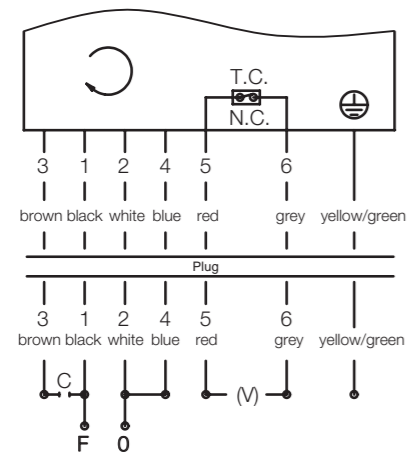 T.C.
N.C.
3 1 2 4 5 6
brown black white blue red grey yellow/green
Plug
3 1 2 4 5 6
brown black white blue red grey yellow/green
C (V)
F 0